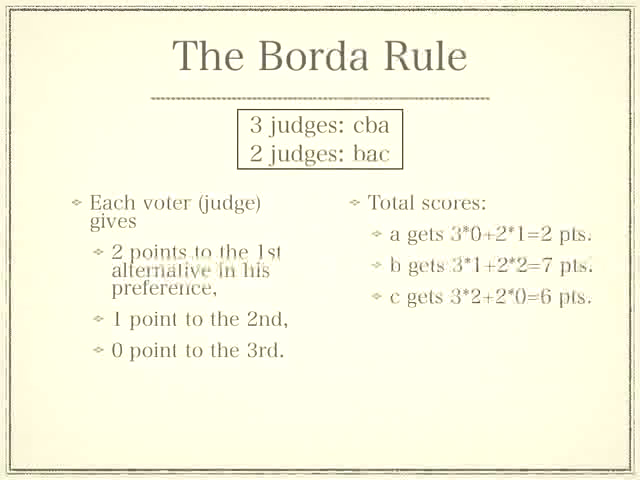 The Borda Rule
3 judges: cba
2 judges: bac
Each voter (judge)
gives
2 points to the 1st
alternative in his
preference,
1 point to the 2nd,
0 point to the 3rd.
Total scores:
a gets 3*0+2*1=2 pts.
b gets 3*1+2*2=7 pts.
c gets 3*2+2*0=6 pts.